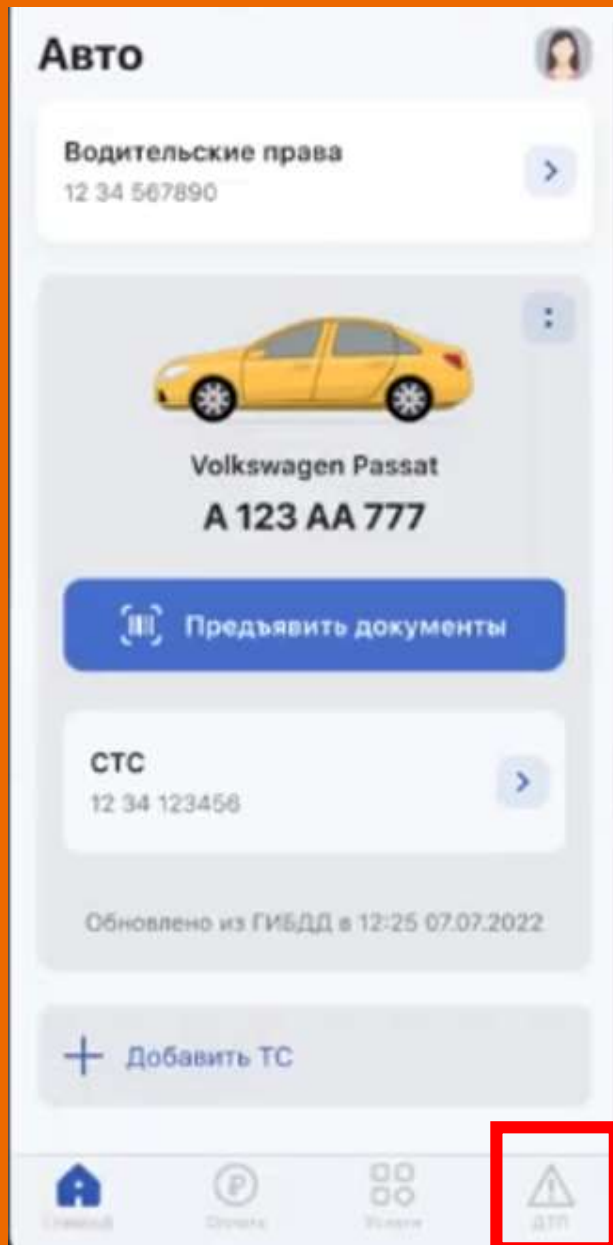 Авто
Водительские права
12 34 567890
Volkswagen Passat
А 123 АА 777
Предъявить документы
СТС
12 34 123456
Обновлено из ГИБДД в 12:25 07.07.2022
Добавить ТС
ДТП